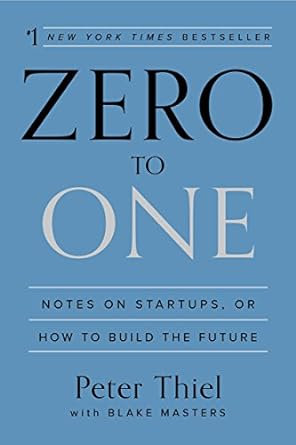 #1 NEW YORK TIMES BESTSELLER
ZERO
TO
ONE
NOTES ON STARTUPS, OR
HOW TO BUILD THE FUTURE
Peter Thiel
with BLAKE MASTERS